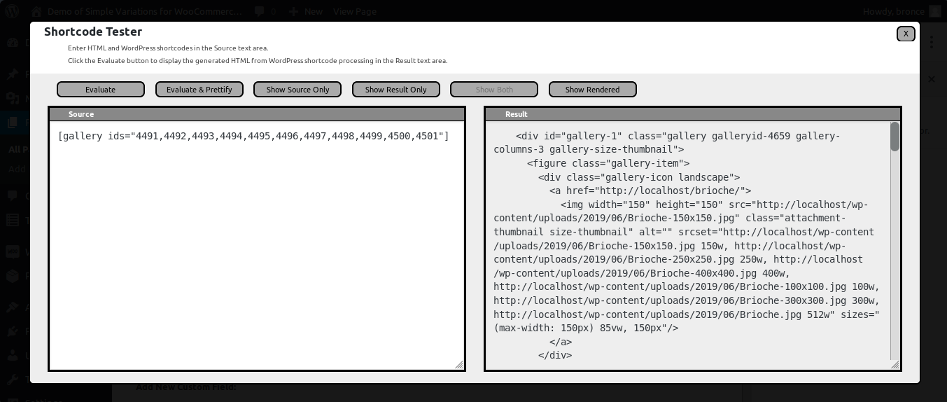 Demo of Simple Variations for WooCommerc...
0
New
View Page
Howdy, brance
Shortcode Tester
X
Enter HTML and WordPress shortcodes in the Source text area.
Click the Evaluate button to display the generated HTML from WordPress shortcode processing in the Result text area.
Evaluate
Evaluate & Prettify
Show Source Only
Show Result Only
Show Both
Show Rendered
Source
[gallery ids="4491,4492,4493,4494,4495,4496,4497,4498,4499,4500,4501"]
Result
<div id="gallery-1" class="gallery galleryid-4659 gallery-
columns-3 gallery-size-thumbnail">
<figure class="gallery-item">
<div class="gallery-icon landscape">
<a href="http://localhost/brioche/">
<img width="150" height="150" src="http://localhost/wp-
content/uploads/2019/06/Brioche-150x150.jpg" class="attachment-
thumbnail size-thumbnail" alt="" srcset="http://localhost/wp-content
/uploads/2019/06/Brioche-150x150.jpg 150w, http://localhost/wp-
content/uploads/2019/06/Brioche-250x250.jpg 250w, http://localhost
/wp-content/uploads/2019/06/Brioche-400x400.jpg 400w,
http://localhost/wp-content/uploads/2019/06/Brioche-100x100.jpg 100w,
http://localhost/wp-content/uploads/2019/06/Brioche-300x300.jpg 300w,
http://localhost/wp-content/uploads/2019/06/Brioche.jpg 512w" sizes="
(max-width: 150px) 85vw, 150px"/>
</a>
</div>
All P
Add
Add New Custom Field: